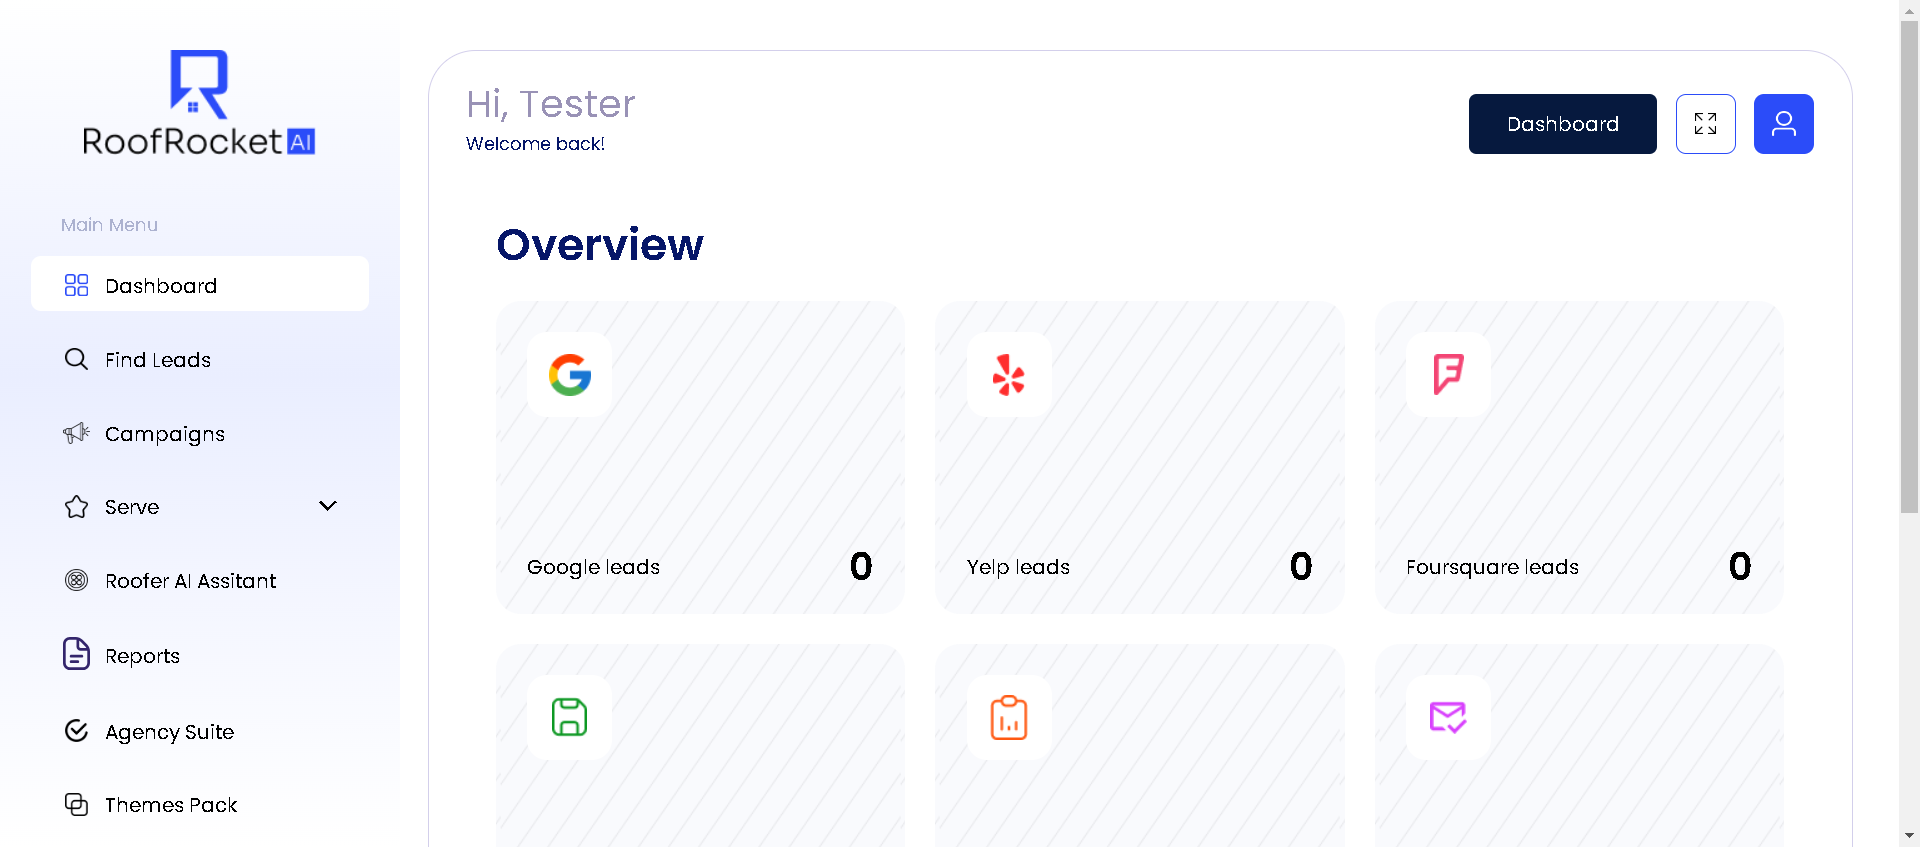 RoofRocket AI
Main Menu
Dashboard
Find Leads
Campaigns
Serve
Roofer AI Assitant
Reports
Agency Suite
Themes Pack
Hi, Tester
Welcome back!
Dashboard
Overview
Google leads 0
Yelp leads 0
Foursquare leads 0